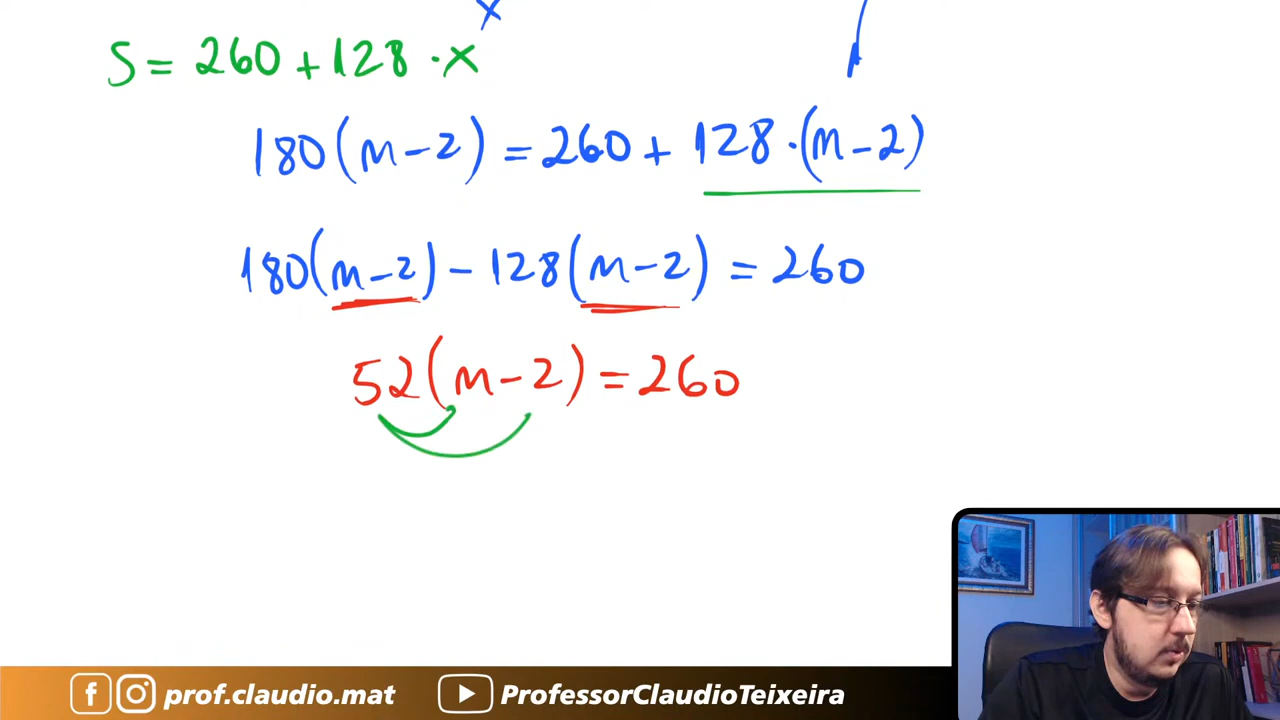 x
S = 260 + 128 · x
180(m-2) = 260 + 128·(m-2)
180(m-2) - 128(m-2) = 260
52(m-2) = 260
prof.claudio.mat ProfessorClaudioTeixeira